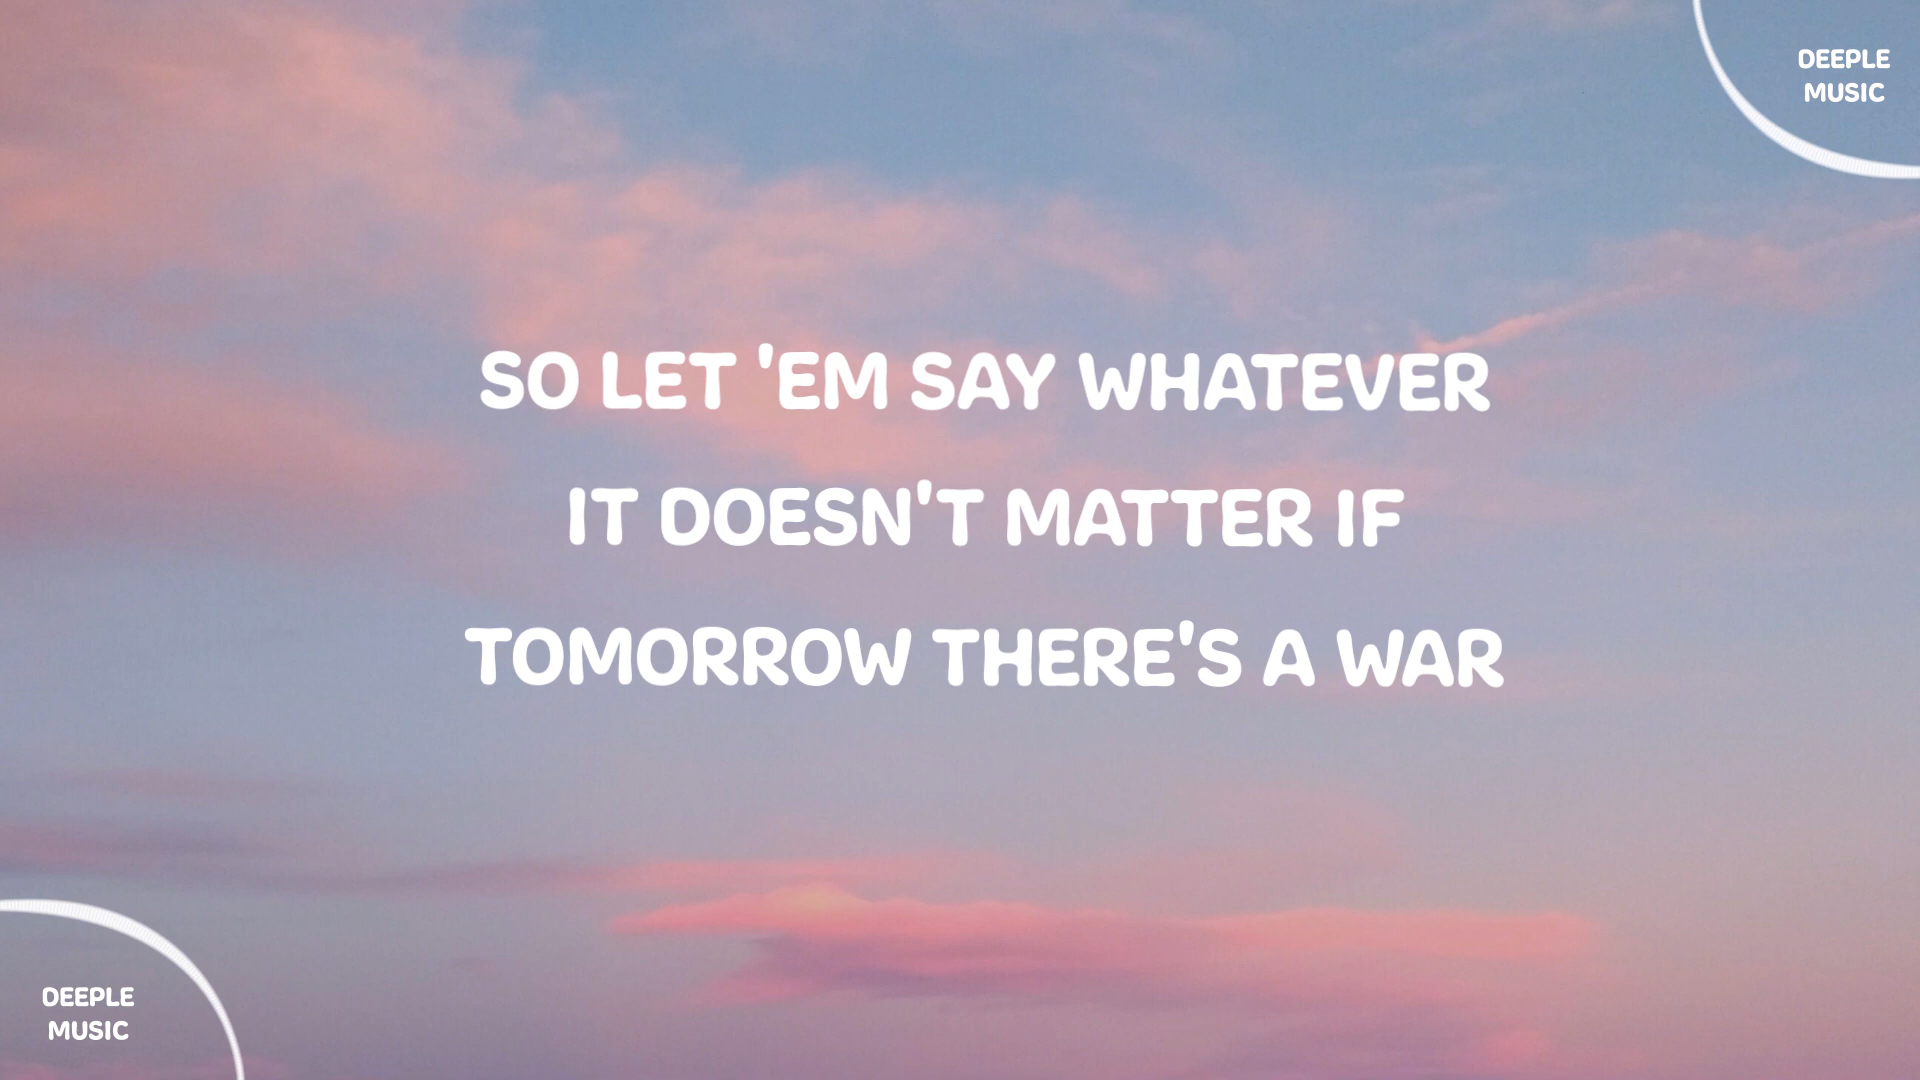 DEEPLE
MUSIC
SO LET 'EM SAY WHATEVER
IT DOESN'T MATTER IF
TOMORROW THERE'S A WAR
DEEPLE
MUSIC